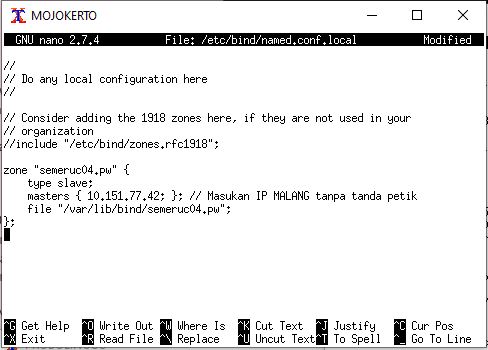 MOJOKERTO
GNU nano 2.7.4 File: /etc/bind/named.conf.local Modified
//
// Do any local configuration here
//
// Consider adding the 1918 zones here, if they are not used in your
// organization
//include "/etc/bind/zones.rfc1918";
zone "semeruc04.pw" {
    type slave;
    masters { 10.151.77.42; }; // Masukan IP MALANG tanpa tanda petik
    file "/var/lib/bind/semeruc04.pw";
};
^G Get Help ^O Write Out ^W Where Is ^K Cut Text ^J Justify ^C Cur Pos
^X Exit ^R Read File ^\ Replace ^U Uncut Text ^T To Spell ^_ Go To Line